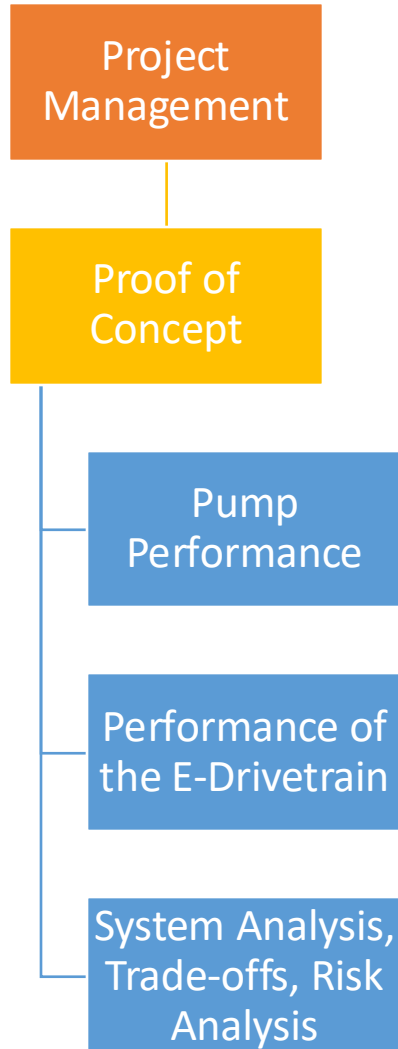 Project
Management
Proof of
Concept
Pump
Performance
Performance of
the E-Drivetrain
System Analysis,
Trade-offs, Risk
Analysis